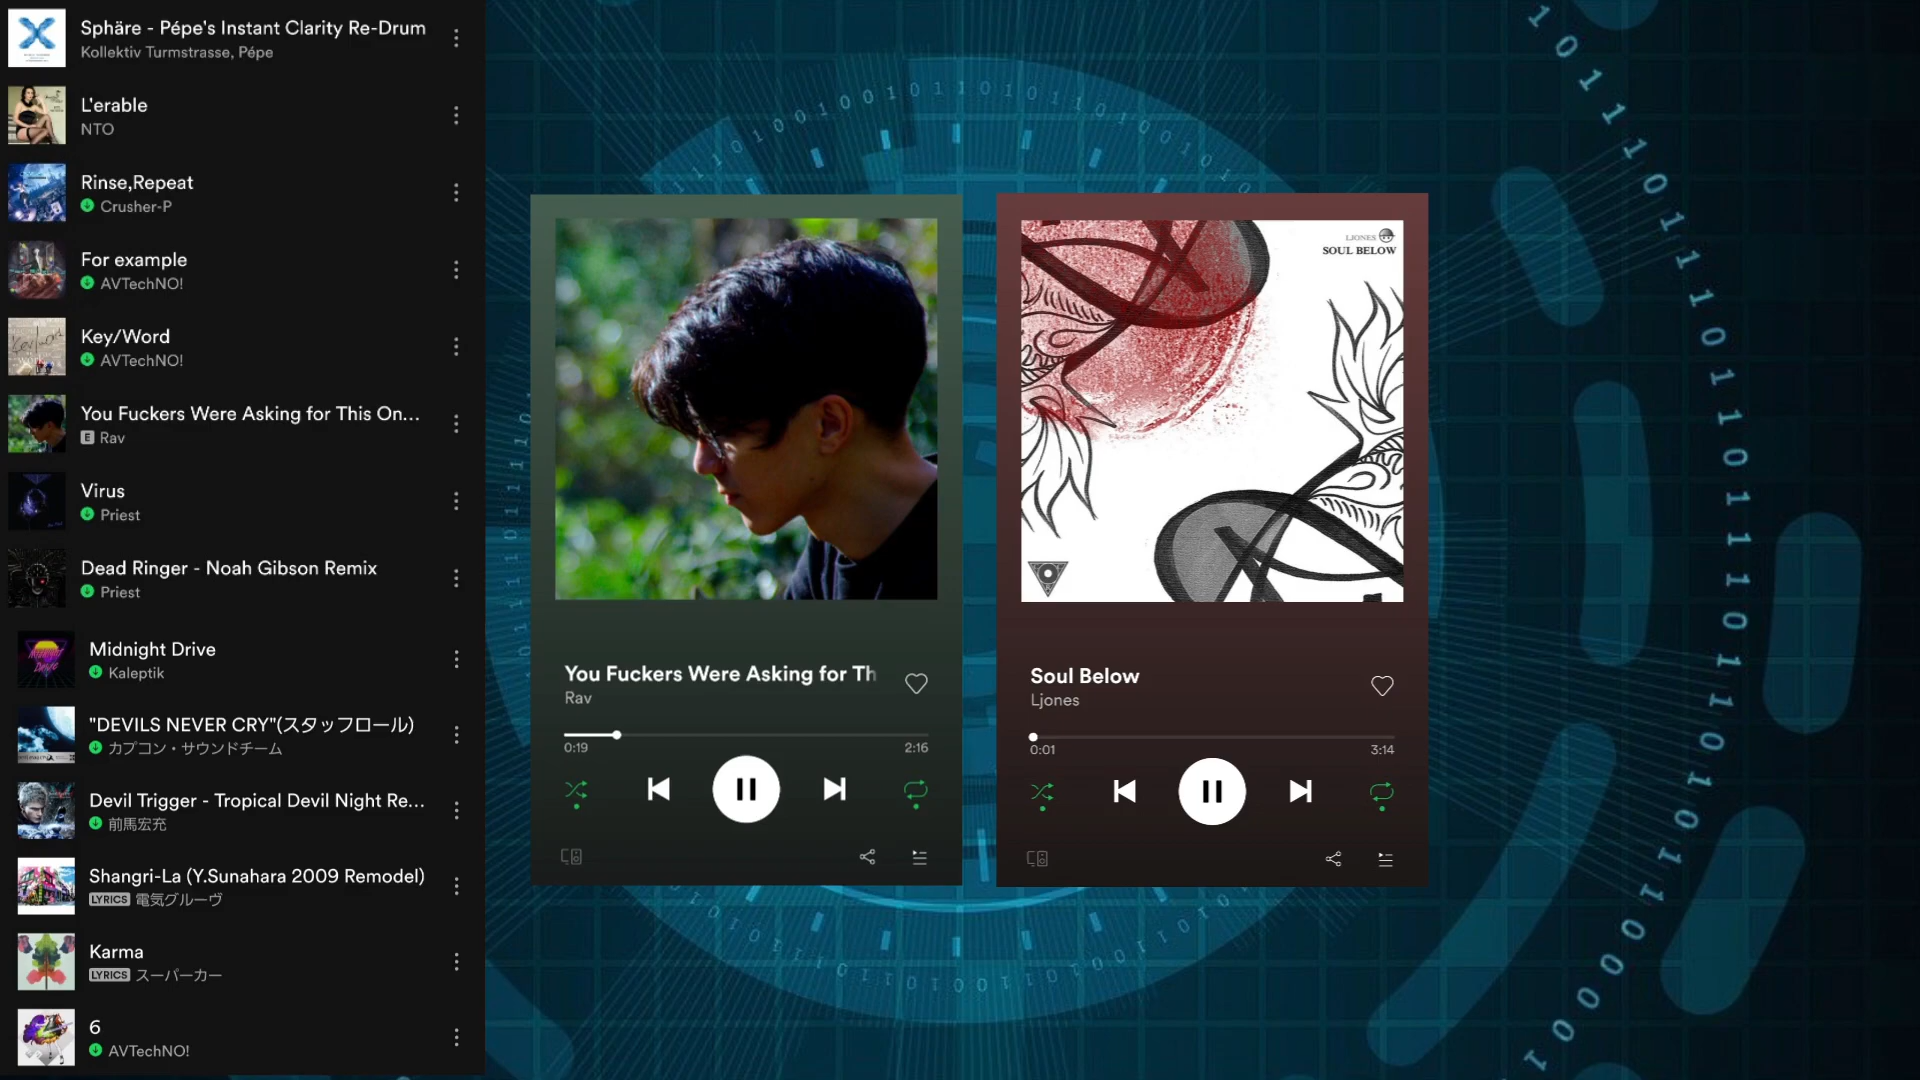 Sphäre - Pépe's Instant Clarity Re-Drum
Kollektiv Turmstrasse, Pépe
L'erable
NTO
Rinse,Repeat
Crusher-P
For example
AVTechNO!
Key/Word
AVTechNO!
You Fuckers Were Asking for This On...
E Rav
Virus
Priest
Dead Ringer - Noah Gibson Remix
Priest
Midnight Drive
Kaleptik
"DEVILS NEVER CRY"(スタッフロール)
カプコン・サウンドチーム
Devil Trigger - Tropical Devil Night Re...
前馬宏充
Shangri-La (Y.Sunahara 2009 Remodel)
LYRICS 電気グルーヴ
Karma
LYRICS スーパーカー
6
AVTechNO!
You Fuckers Were Asking for Th
Rav
0:19
2:16
LJONES
SOUL BELOW
Soul Below
Ljones
0:01
3:14